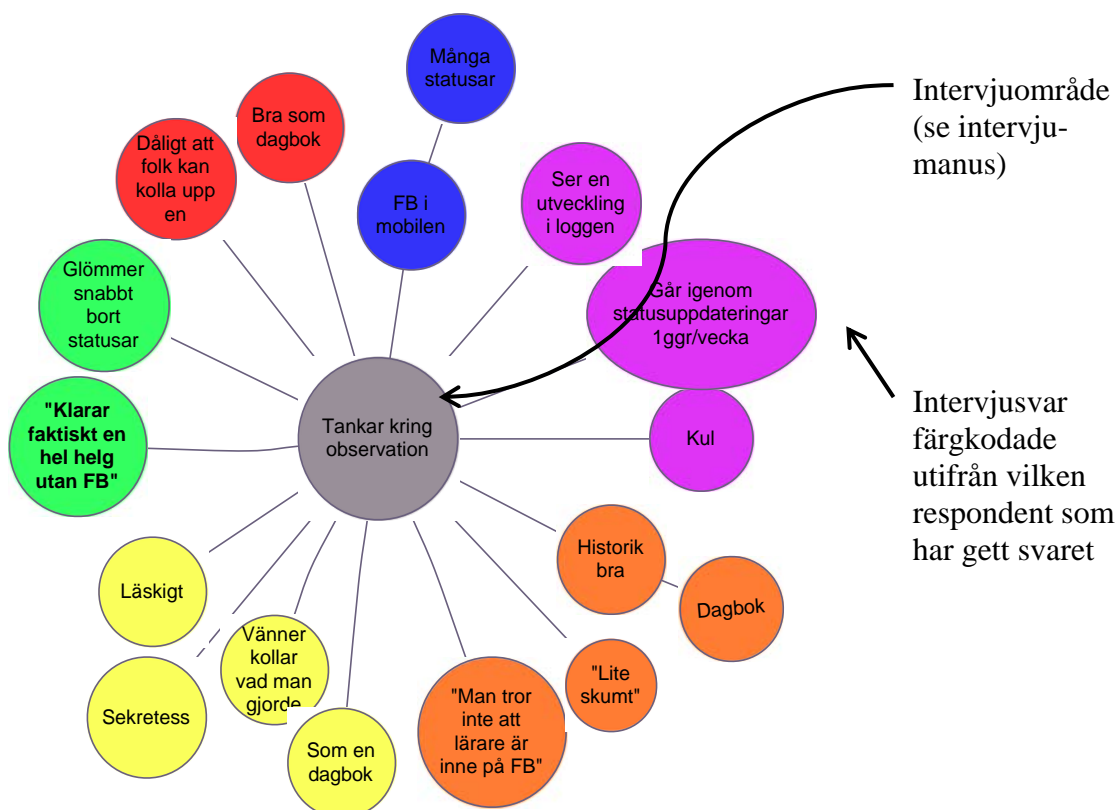 Många
statusar
Bra som
dagbok
Dåligt att
folk kan
kolla upp
en
FB i
mobilen
Ser en
utveckling
i loggen
Intervjuområde
(se intervju-
manus)
Glömmer
snabbt
bort
statusar
Går igenom
statusuppdateringar
1ggr/vecka
"Klarar
faktiskt en
hel helg
utan FB"
Tankar kring
observation
Kul
Intervjusvar
färgkodade
utifrån vilken
respondent som
har gett svaret
Läskigt
Historik
bra
Dagbok
Vänner
kollar
vad man
gjorde
Sekretess
Som en
dagbok
"Man tror
inte att
lärare är
inne på FB"
"Lite
skumt"